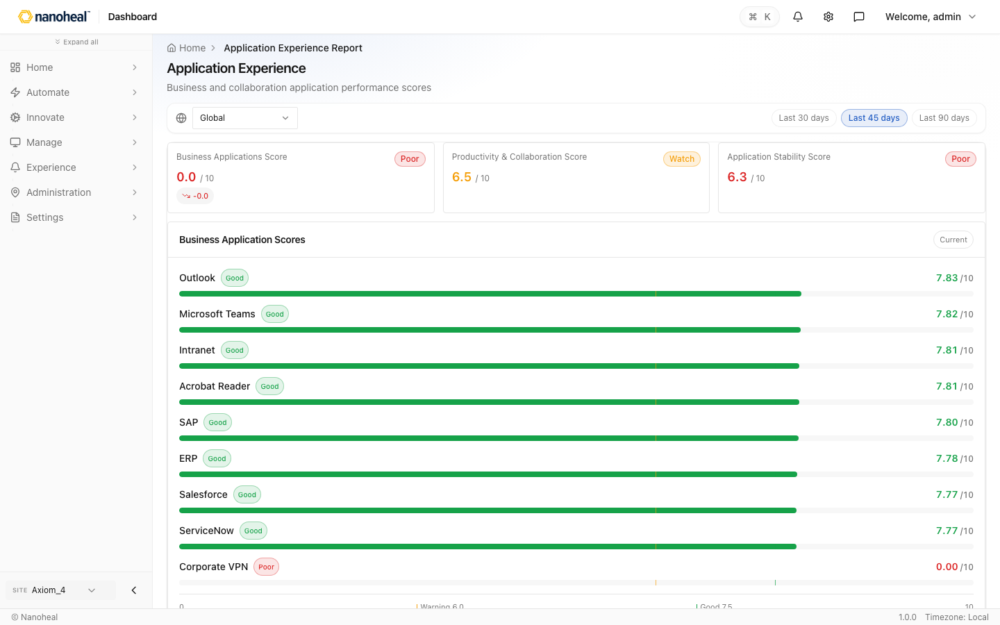 nanoheal™
Dashboard
⌘ K
Welcome, admin
Expand all
Home
Automate
Innovate
Manage
Experience
Administration
Settings
SITE Axiom_4
Home > Application Experience Report
Application Experience
Business and collaboration application performance scores
Global
Last 30 days
Last 45 days
Last 90 days
Business Applications Score
Poor
0.0 / 10
-0.0
Productivity & Collaboration Score
Watch
6.5 / 10
Application Stability Score
Poor
6.3 / 10
Business Application Scores
Current
Outlook Good 7.83 /10
Microsoft Teams Good 7.82 /10
Intranet Good 7.81 /10
Acrobat Reader Good 7.81 /10
SAP Good 7.80 /10
ERP Good 7.78 /10
Salesforce Good 7.77 /10
ServiceNow Good 7.77 /10
Corporate VPN Poor 0.00 /10
0 Warning 6.0 Good 7.5 10
© Nanoheal
1.0.0 Timezone: Local